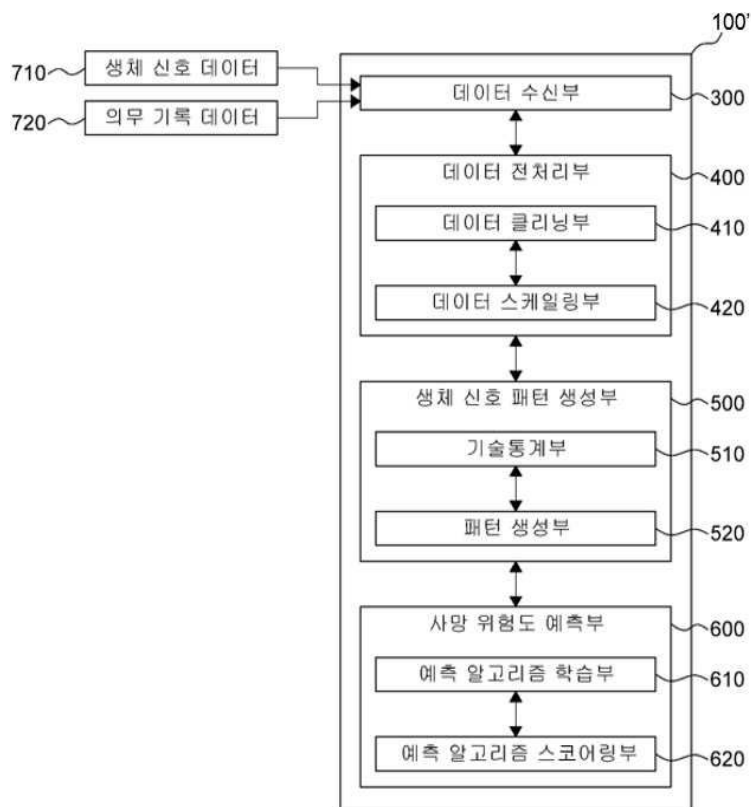 100'
710 생체 신호 데이터
720 의무 기록 데이터
데이터 수신부 300
데이터 전처리부 400
데이터 클리닝부 410
데이터 스케일링부 420
생체 신호 패턴 생성부 500
기술통계부 510
패턴 생성부 520
사망 위험도 예측부 600
예측 알고리즘 학습부 610
예측 알고리즘 스코어링부 620